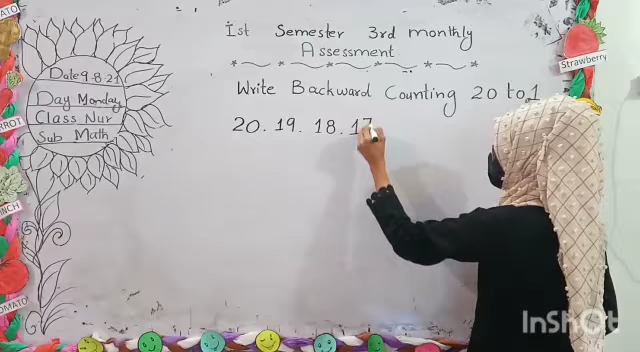 Ist Semester 3rd monthly
Assessment
Date 9.8.21
Day Monday
Class Nur
Sub Math
Write Backward Counting 20 to 1
20. 19. 18. 17
Strawberry
InShot